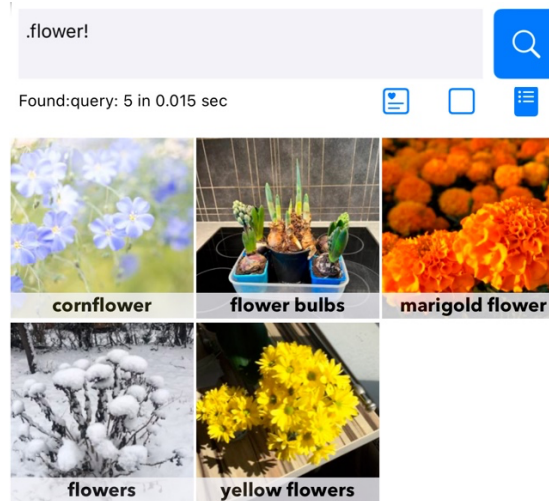 .flower!
Found:query: 5 in 0.015 sec
cornflower
flower bulbs
marigold flower
flowers
yellow flowers